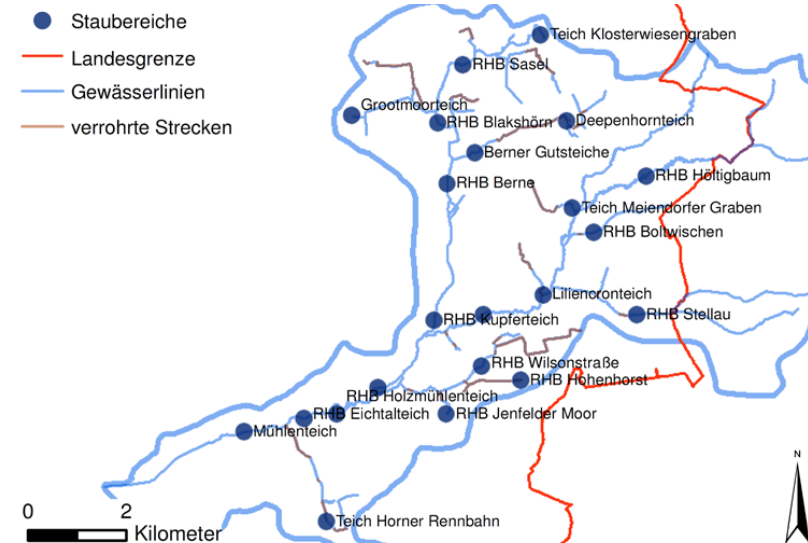 Staubereiche
Landesgrenze
Gewässerlinien
verrohrte Strecken
Teich Klosterwiesengraben
RHB Sasel
Grootmoorteich
RHB Blakshörn
Deepenhornteich
Berner Gutsteiche
RHB Höltigbaum
RHB Berne
Teich Meiendorfer Graben
RHB Boltwischen
Liliencronteich
RHB Kupferteich
RHB Stellau
RHB Wilsonstraße
RHB Hohenhorst
RHB Holzmühlenteich
RHB Eichtalteich
RHB Jenfelder Moor
Mühlenteich
Teich Horner Rennbahn
0 2
Kilometer
N